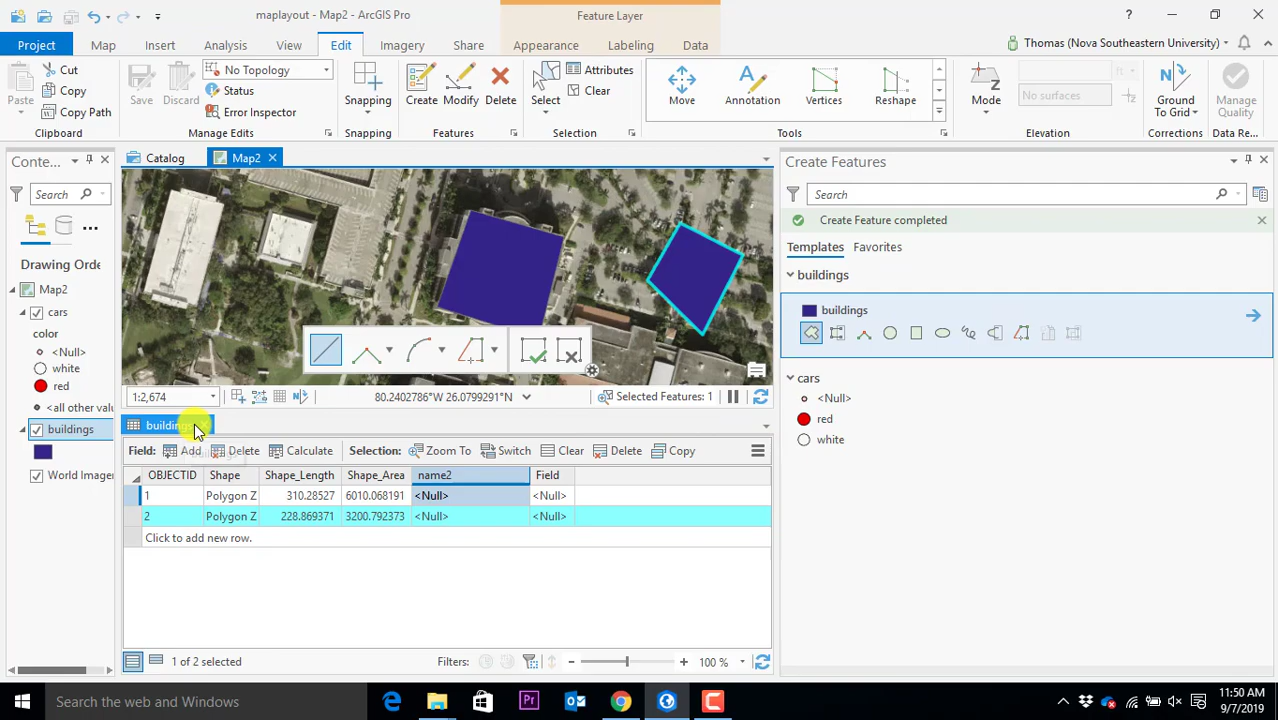 maplayout - Map2 - ArcGIS Pro
Feature Layer
?
Project
Map
Insert
Analysis
View
Edit
Imagery
Share
Appearance
Labeling
Data
Thomas (Nova Southeastern University)
Paste
Cut
Copy
Copy Path
Clipboard
Save
Discard
No Topology
Status
Error Inspector
Manage Edits
Snapping
Snapping
Create
Modify
Delete
Features
Select
Attributes
Clear
Selection
Move
Annotation
Vertices
Reshape
Tools
Mode
No surfaces
Elevation
Ground To Grid
Corrections
Manage Quality
Data Re...
Conte...
Search
Drawing Orde
Map2
cars
color
<Null>
white
red
<all other valu
buildings
World Imager
Catalog
Map2
1:2,674
80.2402786°W 26.0799291°N
Selected Features: 1
Field:
Add
Delete
Calculate
Selection:
Zoom To
Switch
Clear
Delete
Copy
OBJECTID Shape Shape_Length Shape_Area name2 Field
1 Polygon Z 310.28527 6010.068191 <Null> <Null>
2 Polygon Z 228.869371 3200.792373 <Null> <Null>
Click to add new row.
1 of 2 selected
Filters:
100 %
Create Features
Search
Create Feature completed
Templates
Favorites
buildings
buildings
cars
<Null>
red
white
Search the web and Windows
11:50 AM
9/7/2019